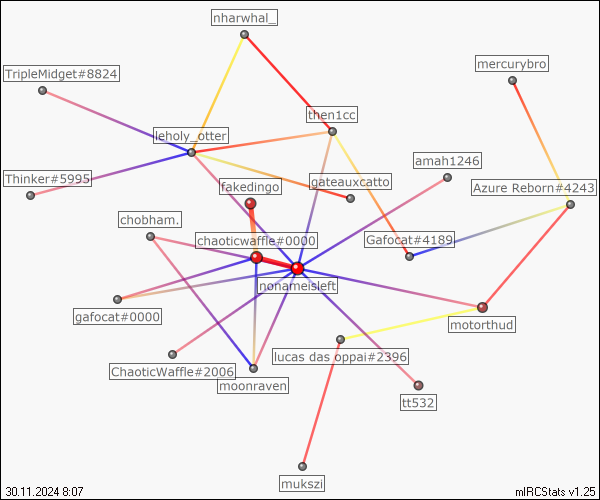 nharwhal_
mercurybro
TripleMidget#8824
then1cc
leholy_otter
amah1246
Thinker#5995
gateauxcatto
Azure Reborn#4243
fakedingo
chobham.
chaoticwaffle#0000
Gafocat#4189
nonameisleft
gafocat#0000
motorthud
lucas das oppai#2396
ChaoticWaffle#2006
moonraven
tt532
mukszi
30.11.2024 8:07
mIRCStats v1.25